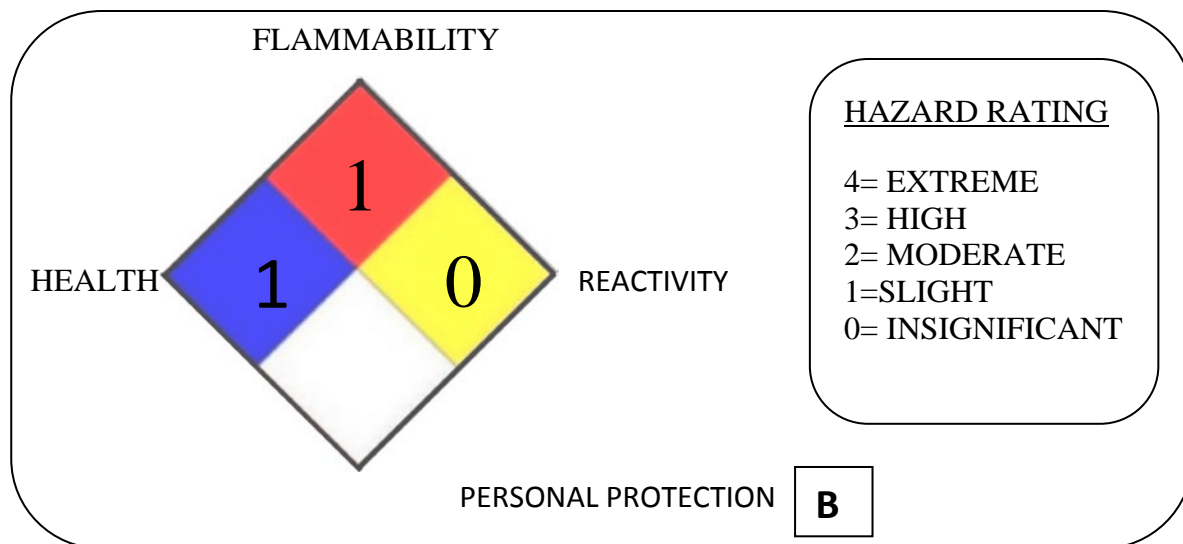 FLAMMABILITY
1
HEALTH
1
0
REACTIVITY
PERSONAL PROTECTION B
HAZARD RATING
4= EXTREME
3= HIGH
2= MODERATE
1=SLIGHT
0= INSIGNIFICANT